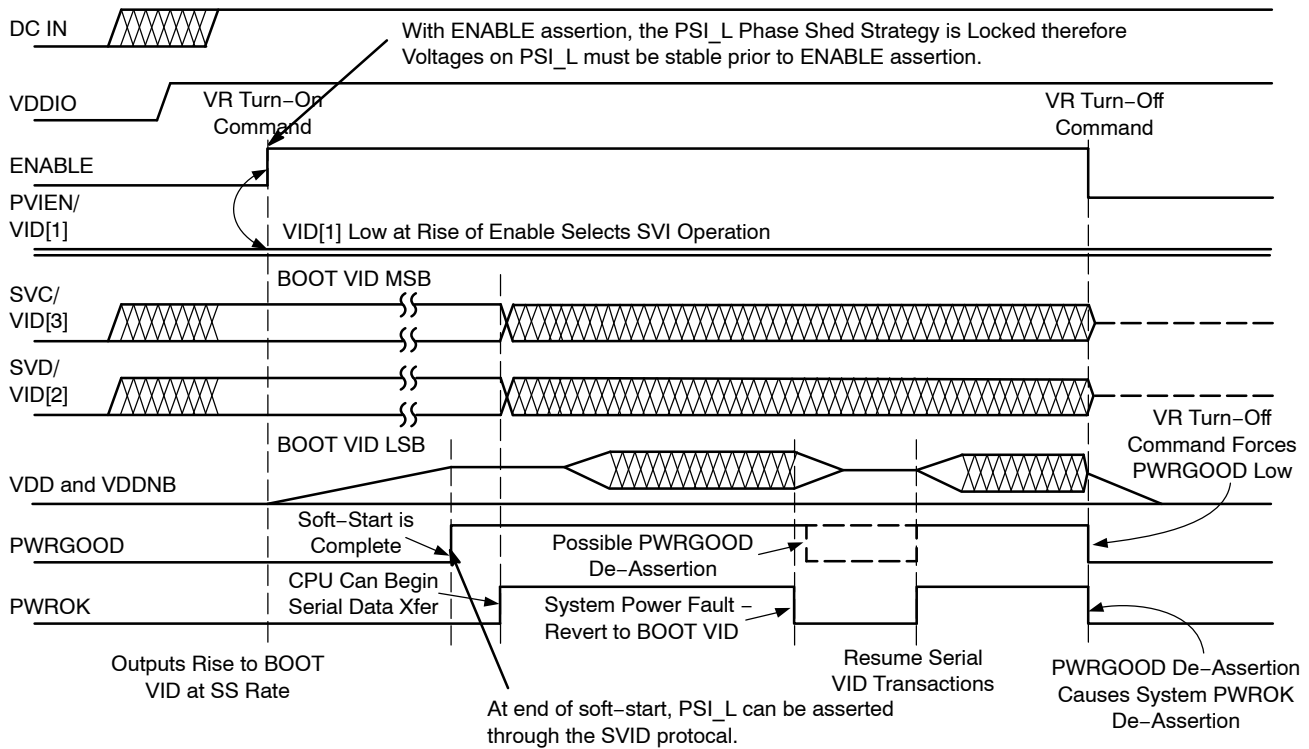 DC IN
With ENABLE assertion, the PSI_L Phase Shed Strategy is Locked therefore
Voltages on PSI_L must be stable prior to ENABLE assertion.
VDDIO
VR Turn−On
Command
VR Turn−Off
Command
ENABLE
PVIEN/
VID[1]
VID[1] Low at Rise of Enable Selects SVI Operation
BOOT VID MSB
SVC/
VID[3]
SVD/
VID[2]
BOOT VID LSB
VR Turn−Off
Command Forces
PWRGOOD Low
VDD and VDDNB
Soft−Start is
Complete
PWRGOOD
Possible PWRGOOD
De−Assertion
CPU Can Begin
Serial Data Xfer
PWROK
System Power Fault −
Revert to BOOT VID
Outputs Rise to BOOT
VID at SS Rate
Resume Serial
VID Transactions
PWRGOOD De−Assertion
Causes System PWROK
De−Assertion
At end of soft−start, PSI_L can be asserted
through the SVID protocal.